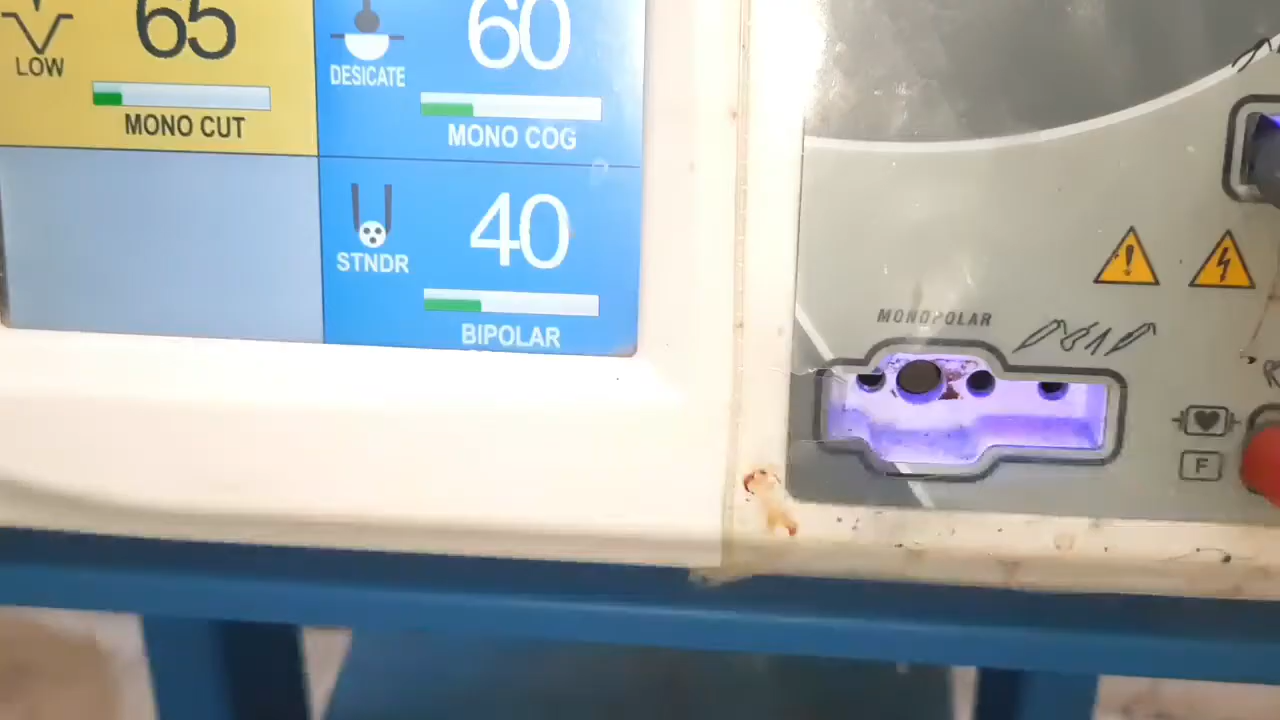 65
LOW
MONO CUT
60
DESICATE
MONO COG
40
STNDR
BIPOLAR
MONOPOLAR
F